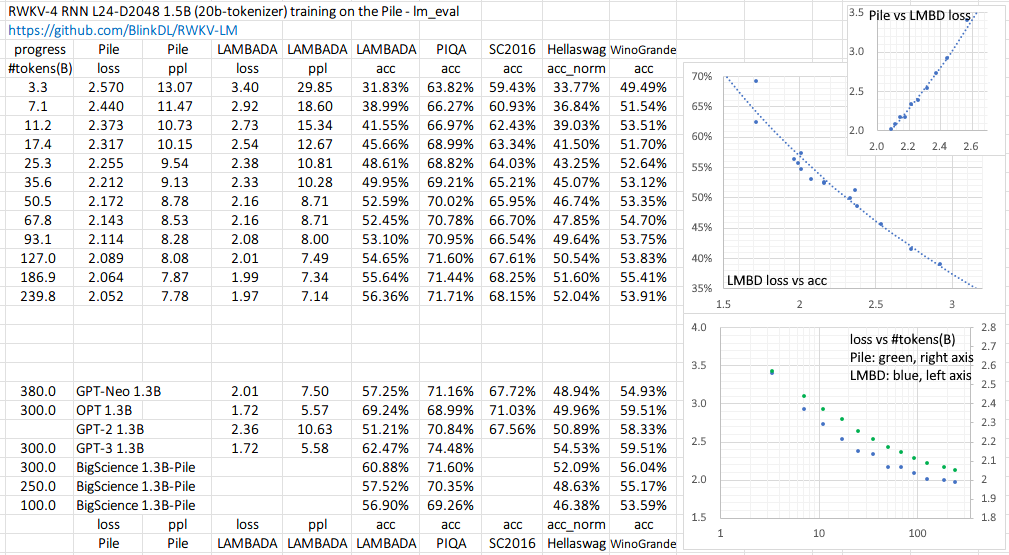 RWKV-4 RNN L24-D2048 1.5B (20b-tokenizer) training on the Pile - lm_eval
https://github.com/BlinkDL/RWKV-LM
progress Pile Pile LAMBADA LAMBADA LAMBADA PIQA SC2016 Hellaswag WinoGrande
#tokens(B) loss ppl loss ppl acc acc acc acc_norm acc
3.3 2.570 13.07 3.40 29.85 31.83% 63.82% 59.43% 33.77% 49.49%
7.1 2.440 11.47 2.92 18.60 38.99% 66.27% 60.93% 36.84% 51.54%
11.2 2.373 10.73 2.73 15.34 41.55% 66.97% 62.43% 39.03% 53.51%
17.4 2.317 10.15 2.54 12.67 45.66% 68.99% 63.34% 41.50% 51.70%
25.3 2.255 9.54 2.38 10.81 48.61% 68.82% 64.03% 43.25% 52.64%
35.6 2.212 9.13 2.33 10.28 49.95% 69.21% 65.21% 45.07% 53.12%
50.5 2.172 8.78 2.16 8.71 52.59% 70.02% 65.95% 46.74% 53.35%
67.8 2.143 8.53 2.16 8.71 52.45% 70.78% 66.70% 47.85% 54.70%
93.1 2.114 8.28 2.08 8.00 53.10% 70.95% 66.54% 49.64% 53.75%
127.0 2.089 8.08 2.01 7.49 54.65% 71.60% 67.61% 50.54% 53.83%
186.9 2.064 7.87 1.99 7.34 55.64% 71.44% 68.25% 51.60% 55.41%
239.8 2.052 7.78 1.97 7.14 56.36% 71.71% 68.15% 52.04% 53.91%
380.0 GPT-Neo 1.3B 2.01 7.50 57.25% 71.16% 67.72% 48.94% 54.93%
300.0 OPT 1.3B 1.72 5.57 69.24% 68.99% 71.03% 49.96% 59.51%
GPT-2 1.3B 2.36 10.63 51.21% 70.84% 67.56% 50.89% 58.33%
300.0 GPT-3 1.3B 1.72 5.58 62.47% 74.48% 54.53% 59.51%
300.0 BigScience 1.3B-Pile 60.88% 71.60% 52.09% 56.04%
250.0 BigScience 1.3B-Pile 57.52% 70.35% 48.63% 55.17%
100.0 BigScience 1.3B-Pile 56.90% 69.26% 46.38% 53.59%
loss ppl loss ppl acc acc acc acc_norm acc
Pile Pile LAMBADA LAMBADA LAMBADA PIQA SC2016 Hellaswag WinoGrande
Pile vs LMBD loss
3.5
3.0
2.5
2.0
2.0 2.2 2.4 2.6
70%
65%
60%
55%
50%
45%
40%
35%
LMBD loss vs acc
1.5 2 2.5 3
loss vs #tokens(B)
Pile: green, right axis
LMBD: blue, left axis
4.0
3.5
3.0
2.5
2.0
1.5
2.8
2.7
2.6
2.5
2.4
2.3
2.2
2.1
2
1.9
1.8
1 10 100